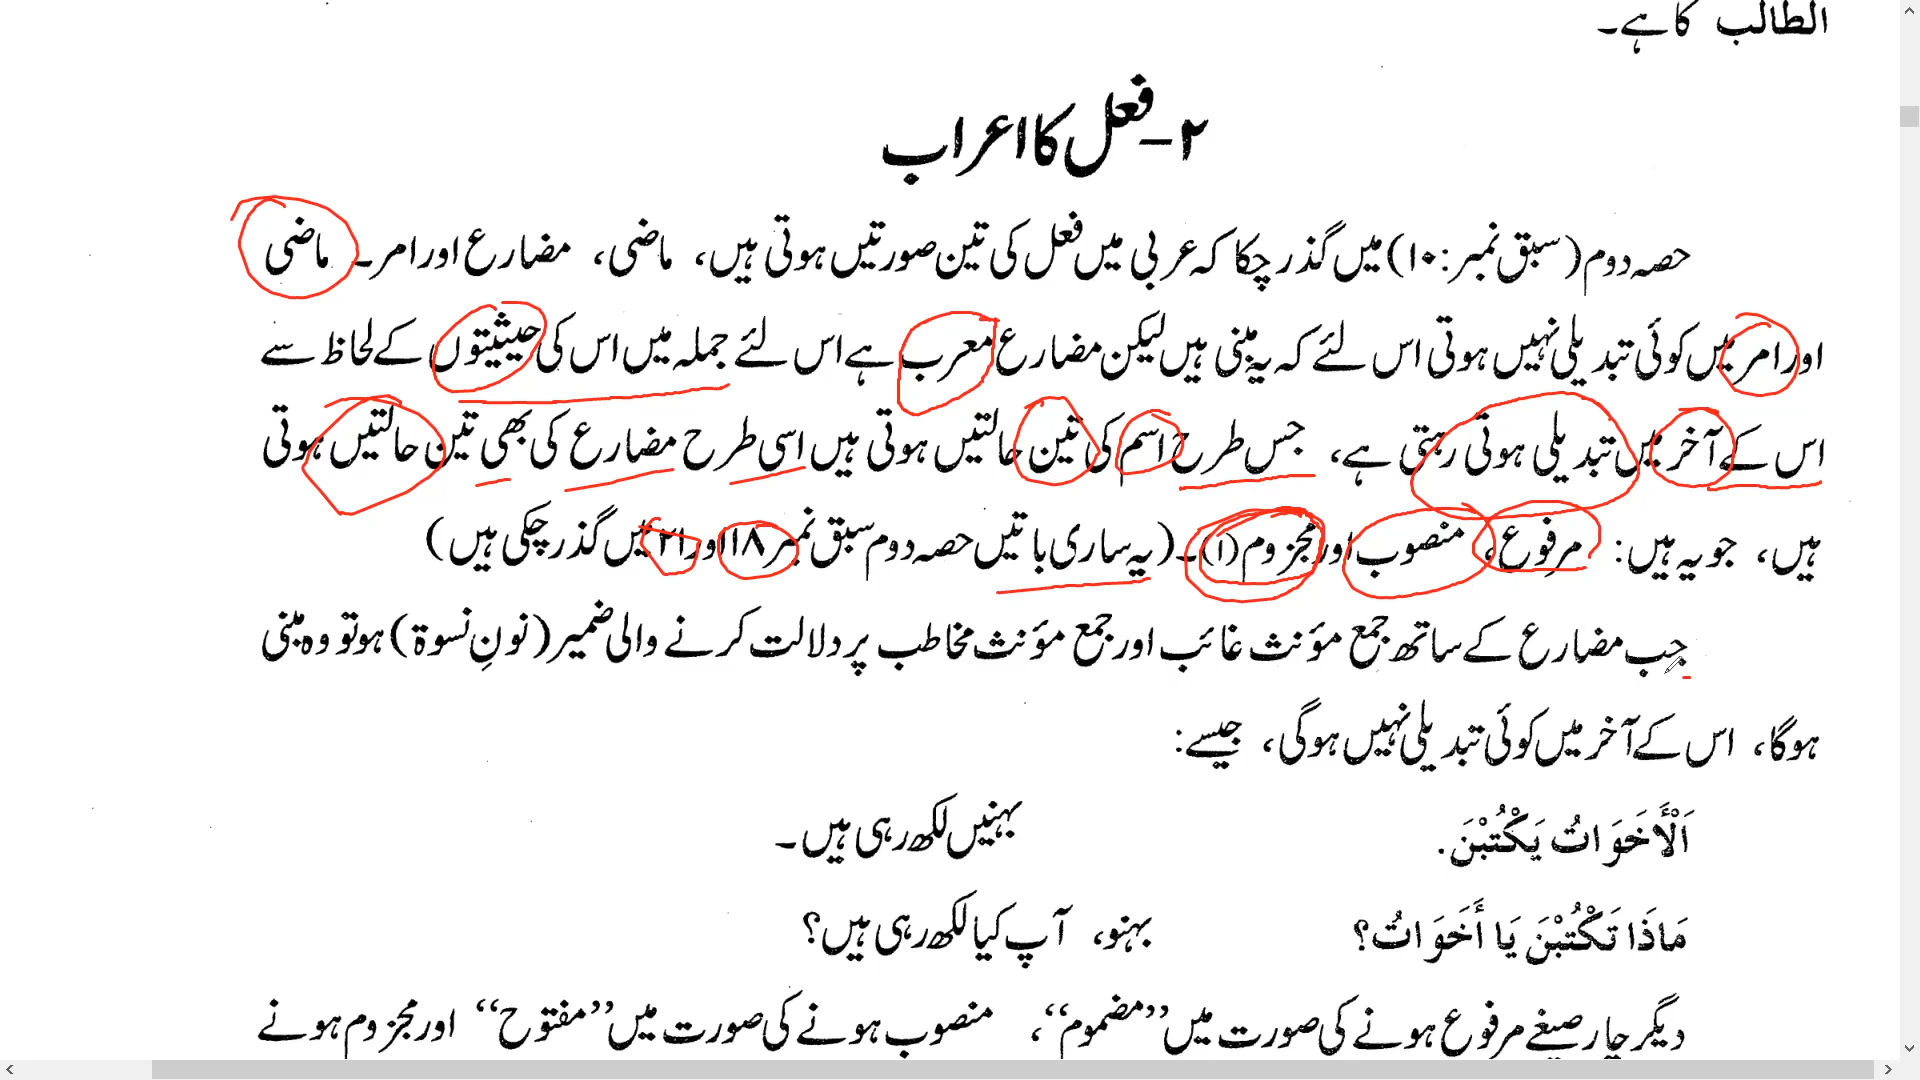 الطالب کا ہے۔
۲- فعل کا اعراب
حصہ دوم (سبق نمبر: ۱۰) میں گذر چکا کہ عربی میں فعل کی تین صورتیں ہوتی ہیں، ماضی، مضارع اور امر۔ ماضی
اور امر میں کوئی تبدیلی نہیں ہوتی اس لئے کہ یہ مبنی ہیں لیکن مضارع معرب ہے اس لئے جملہ میں اس کی حیثیتوں کے لحاظ سے
اس کے آخر میں تبدیلی ہوتی رہتی ہے، جس طرح اسم کی تین حالتیں ہوتی ہیں اسی طرح مضارع کی بھی تین حالتیں ہوتی
ہیں، جو یہ ہیں: مرفوع، منصوب اور مجزوم (۱)۔ (یہ ساری باتیں حصہ دوم سبق نمبر ۱۸ اور ۲۱ میں گذر چکی ہیں)
جب مضارع کے ساتھ جمع مؤنث غائب اور جمع مؤنث مخاطب پر دلالت کرنے والی ضمیر (نونِ نسوۃ) ہو تو وہ مبنی
ہوگا، اس کے آخر میں کوئی تبدیلی نہیں ہوگی، جیسے:
اَلْأَخَوَاتُ يَكْتُبْنَ. بہنیں لکھ رہی ہیں۔
مَاذَا تَكْتُبْنَ يَا أَخَوَاتُ؟ بہنو، آپ کیا لکھ رہی ہیں؟
دیگر چار صیغے مرفوع ہونے کی صورت میں ’’مضموم‘‘، منصوب ہونے کی صورت میں ’’مفتوح‘‘ اور مجزوم ہونے